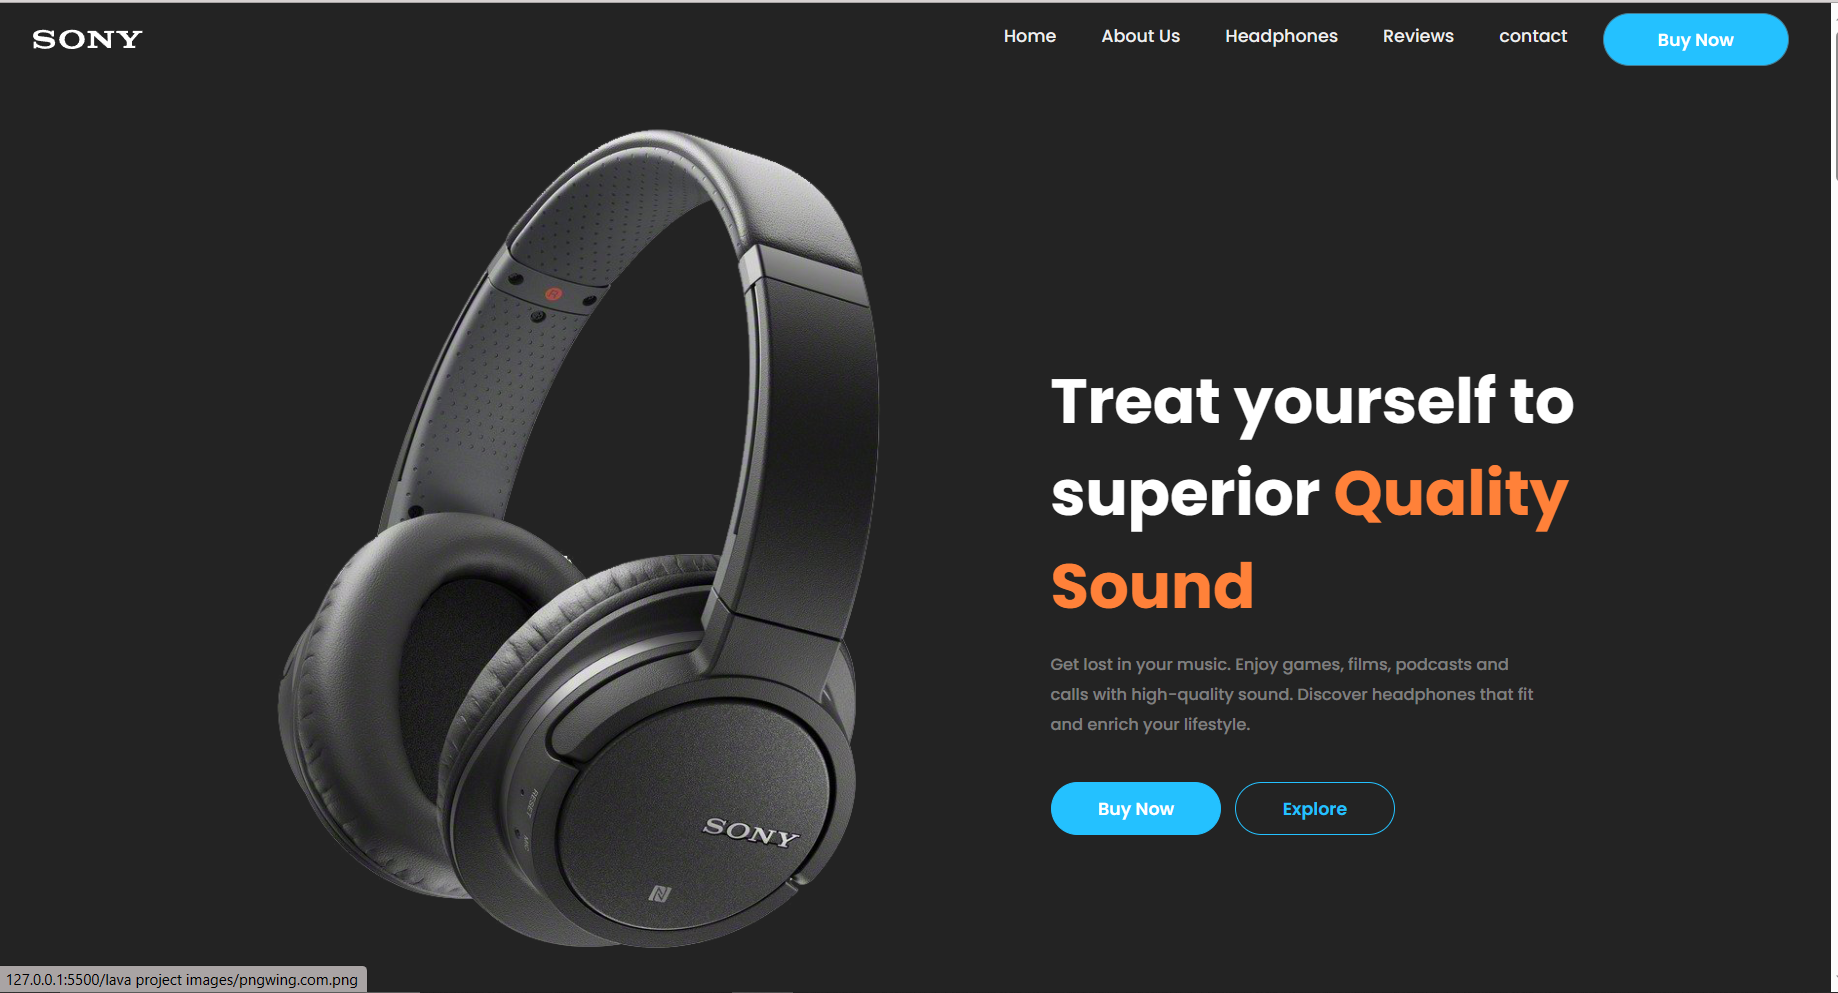 SONY
Home About Us Headphones Reviews contact Buy Now
Treat yourself to
superior Quality
Sound
Get lost in your music. Enjoy games, films, podcasts and
calls with high-quality sound. Discover headphones that fit
and enrich your lifestyle.
Buy Now Explore
RESET
SONY
127.0.0.1:5500/lava project images/pngwing.com.png